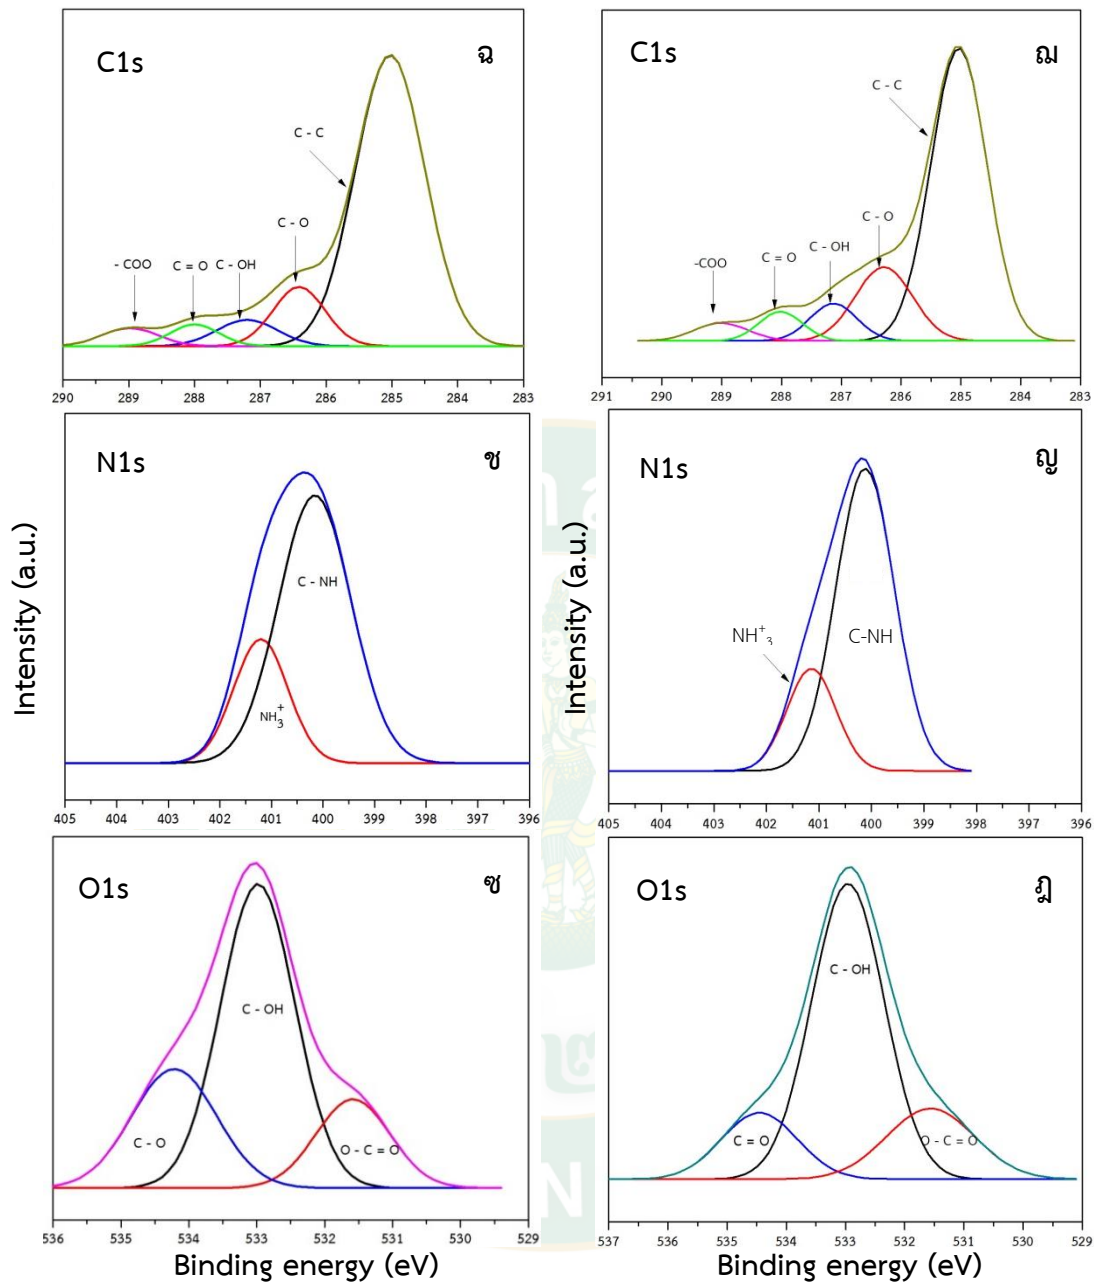 C1s
ฉ
C - C
C - O
- COO
C = O
C - OH
290 289 288 287 286 285 284 283
C1s
ฌ
C - C
C - O
C - OH
C = O
-COO
291 290 289 288 287 286 285 284 283
N1s
ช
C - NH
NH3+
405 404 403 402 401 400 399 398 397 396
Intensity (a.u.)
N1s
ญ
NH+3
C-NH
405 404 403 402 401 400 399 398 397 396
Intensity (a.u.)
O1s
ซ
C - OH
C - O
O - C = O
536 535 534 533 532 531 530 529
Binding energy (eV)
O1s
ฎ
C - OH
C = O
O - C = O
537 536 535 534 533 532 531 530 529
Binding energy (eV)